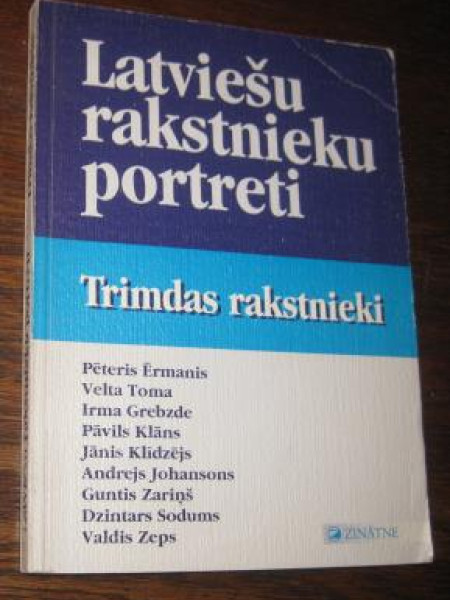 Latviešu
rakstnieku
portreti
Trimdas rakstnieki
Pēteris Ērmanis
Velta Toma
Irma Grebzde
Pāvils Klāns
Jānis Klīdzējs
Andrejs Johansons
Guntis Zariņš
Dzintars Sodums
Valdis Zeps
ZINĀTNE